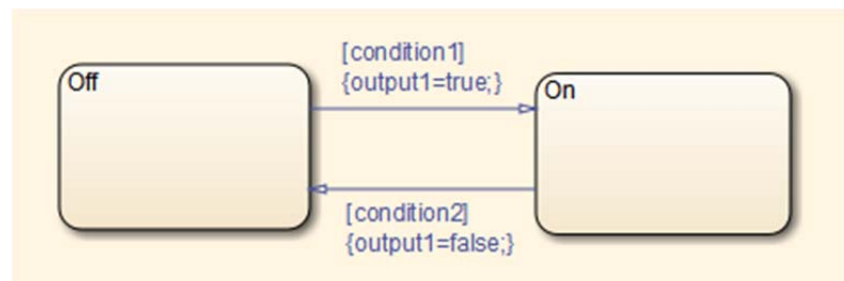 Off
[condition1]
{output1=true;}
On
[condition2]
{output1=false;}